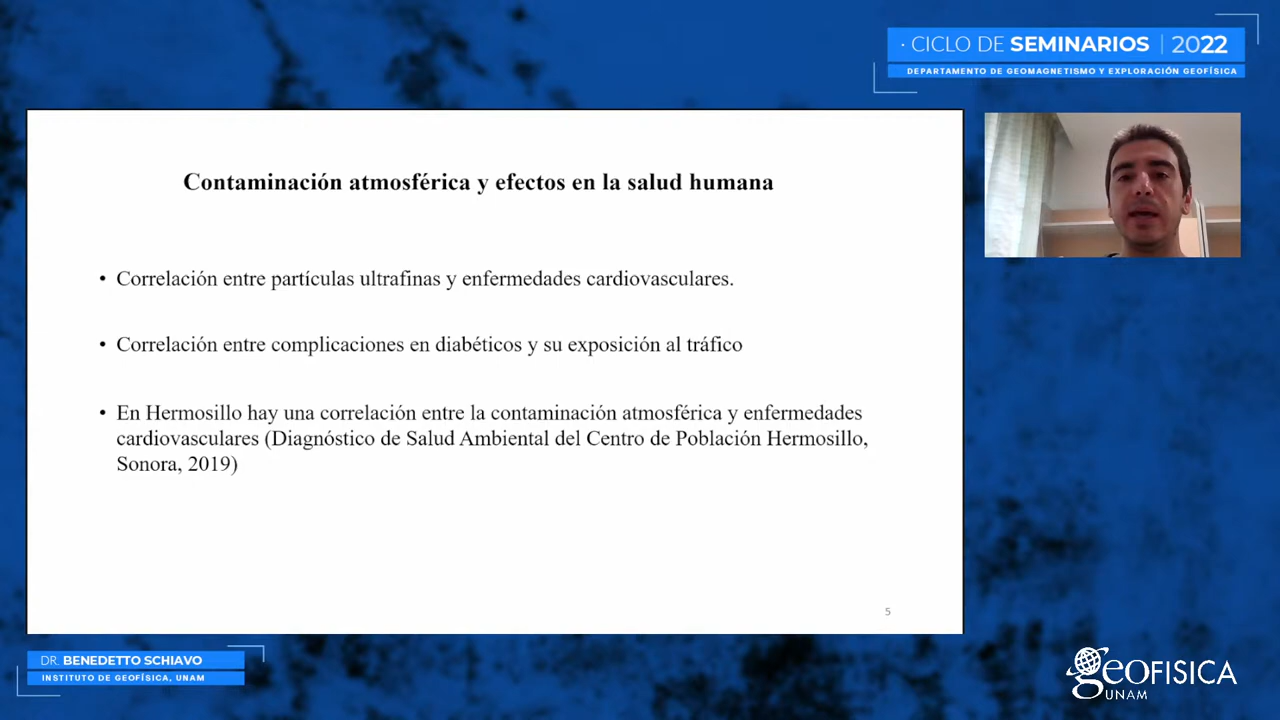 · CICLO DE SEMINARIOS | 2022
DEPARTAMENTO DE GEOMAGNETISMO Y EXPLORACIÓN GEOFÍSICA
Contaminación atmosférica y efectos en la salud humana
• Correlación entre partículas ultrafinas y enfermedades cardiovasculares.
• Correlación entre complicaciones en diabéticos y su exposición al tráfico
• En Hermosillo hay una correlación entre la contaminación atmosférica y enfermedades
cardiovasculares (Diagnóstico de Salud Ambiental del Centro de Población Hermosillo,
Sonora, 2019)
5
DR. BENEDETTO SCHIAVO
INSTITUTO DE GEOFÍSICA, UNAM
GEOFISICA
UNAM